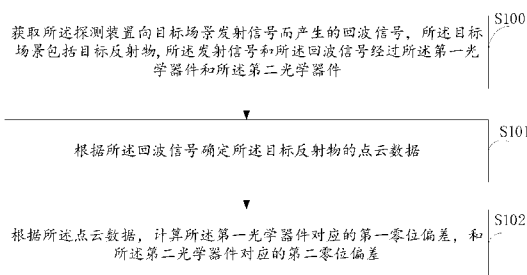 获取所述探测装置向目标场景发射信号而产生的回波信号，所述目
标场景包括目标反射物,所述发射信号和所述回波信号经过所述第一光
学器件和所述第二光学器件
S100
根据所述回波信号确定所述目标反射物的点云数据
S101
根据所述点云数据，计算所述第一光学器件对应的第一零位偏差，和
所述第二光学器件对应的第二零位偏差
S102